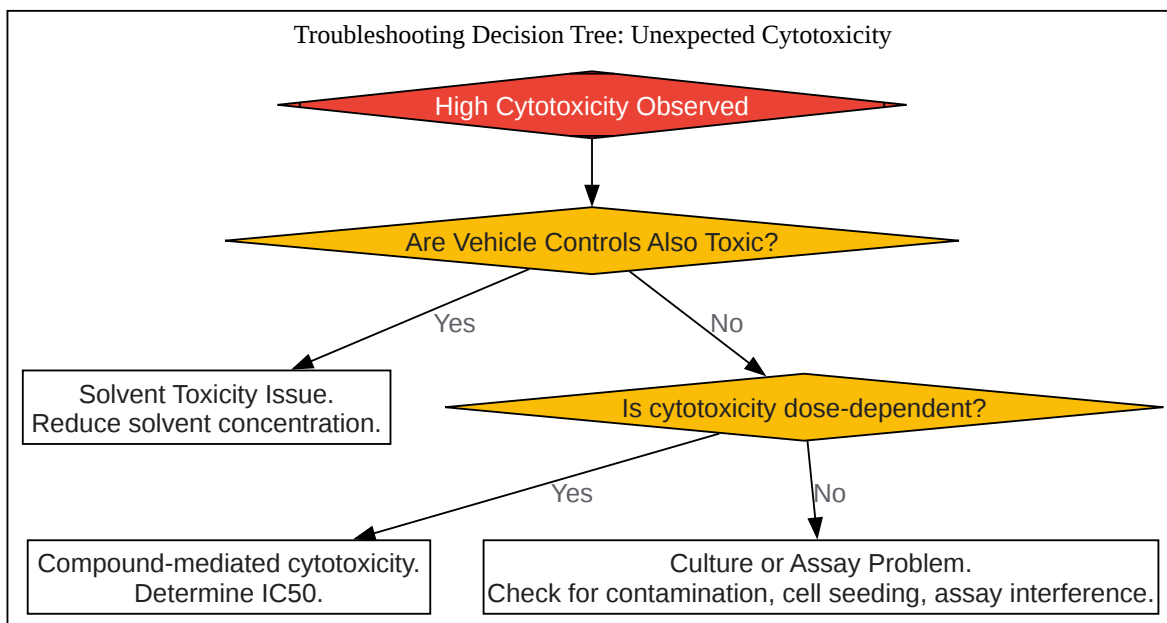 Troubleshooting Decision Tree: Unexpected Cytotoxicity
High Cytotoxicity Observed
Are Vehicle Controls Also Toxic?
Yes
No
Solvent Toxicity Issue.
Reduce solvent concentration.
Is cytotoxicity dose-dependent?
Yes
No
Compound-mediated cytotoxicity.
Determine IC50.
Culture or Assay Problem.
Check for contamination, cell seeding, assay interference.